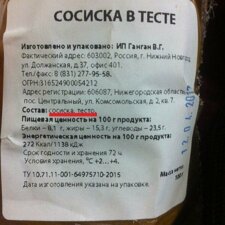 СОСИСКА В ТЕСТЕ
Изготовлено и упаковано: ИП Ганган В.Г.
Фактический адрес: 603002, Россия, г. Нижний Новгород,
ул. Должанская, д.37, офис 401,
Тел./факс: 8 (831) 277-95-58.
ОГРН 316524900054212
Адрес регистрации: 606087, Нижегородская область,
пос. Центральный, ул. Комсомольская, д. 2, кв. 7.
Состав: сосиска, тесто.
Пищевая ценность на 100 г продукта:
Белки – 8,1 г, жиры – 15,3 г, углеводы – 23,5 г.
Энергетическая ценность на 100 г продукта:
272 Ккал/1138 кДж
Срок годности и хранения 72 ч
Условия хранения, °С +2...+4.
Масса нетто:
ТУ 10.71.11-001-64975710-2015
Дата изготовления указана на упаковке.